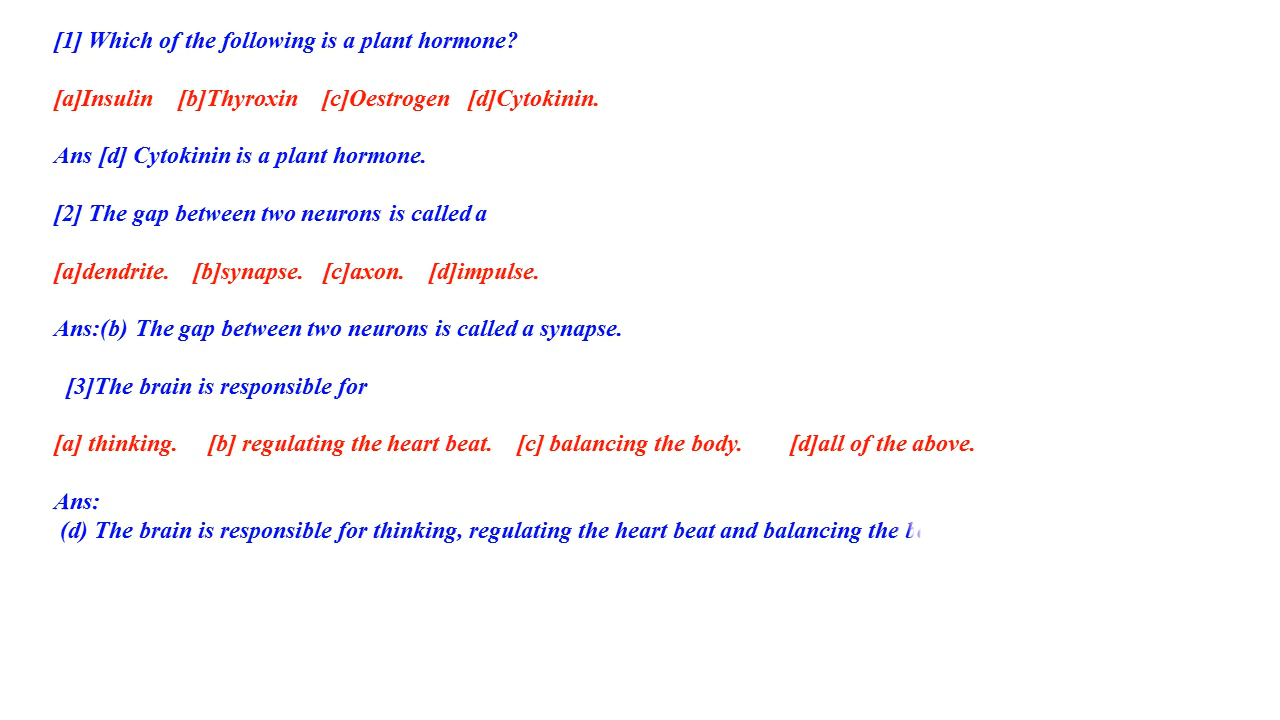 [1] Which of the following is a plant hormone?
[a]Insulin [b]Thyroxin [c]Oestrogen [d]Cytokinin.
Ans [d] Cytokinin is a plant hormone.
[2] The gap between two neurons is called a
[a]dendrite. [b]synapse. [c]axon. [d]impulse.
Ans:(b) The gap between two neurons is called a synapse.
[3]The brain is responsible for
[a] thinking. [b] regulating the heart beat. [c] balancing the body. [d]all of the above.
Ans:
(d) The brain is responsible for thinking, regulating the heart beat and balancing the